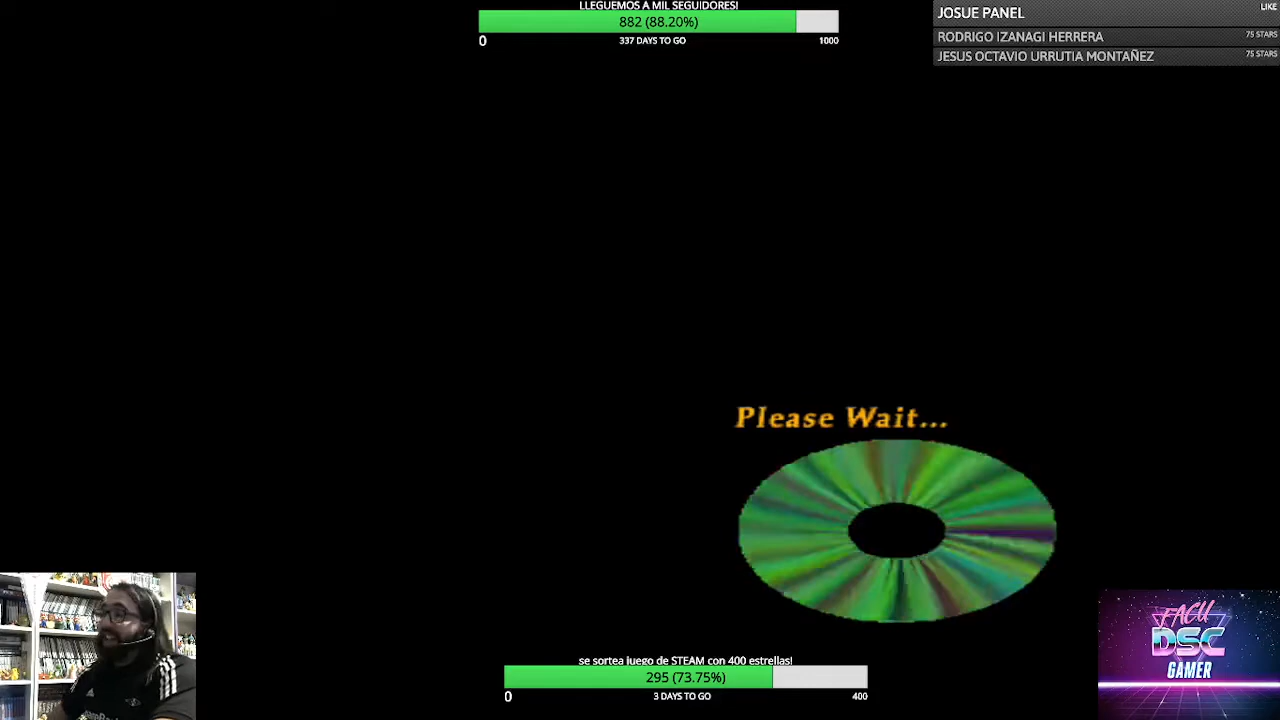 LLEGUEMOS A MIL SEGUIDORES!
882 (88.20%)
0
337 DAYS TO GO
1000
JOSUE PANEL
LIKE
RODRIGO IZANAGI HERRERA
75 STARS
JESUS OCTAVIO URRUTIA MONTAÑEZ
75 STARS
Please Wait...
se sortea juego de STEAM con 400 estrellas!
295 (73.75%)
0
3 DAYS TO GO
400
FACU
DSC
GAMER